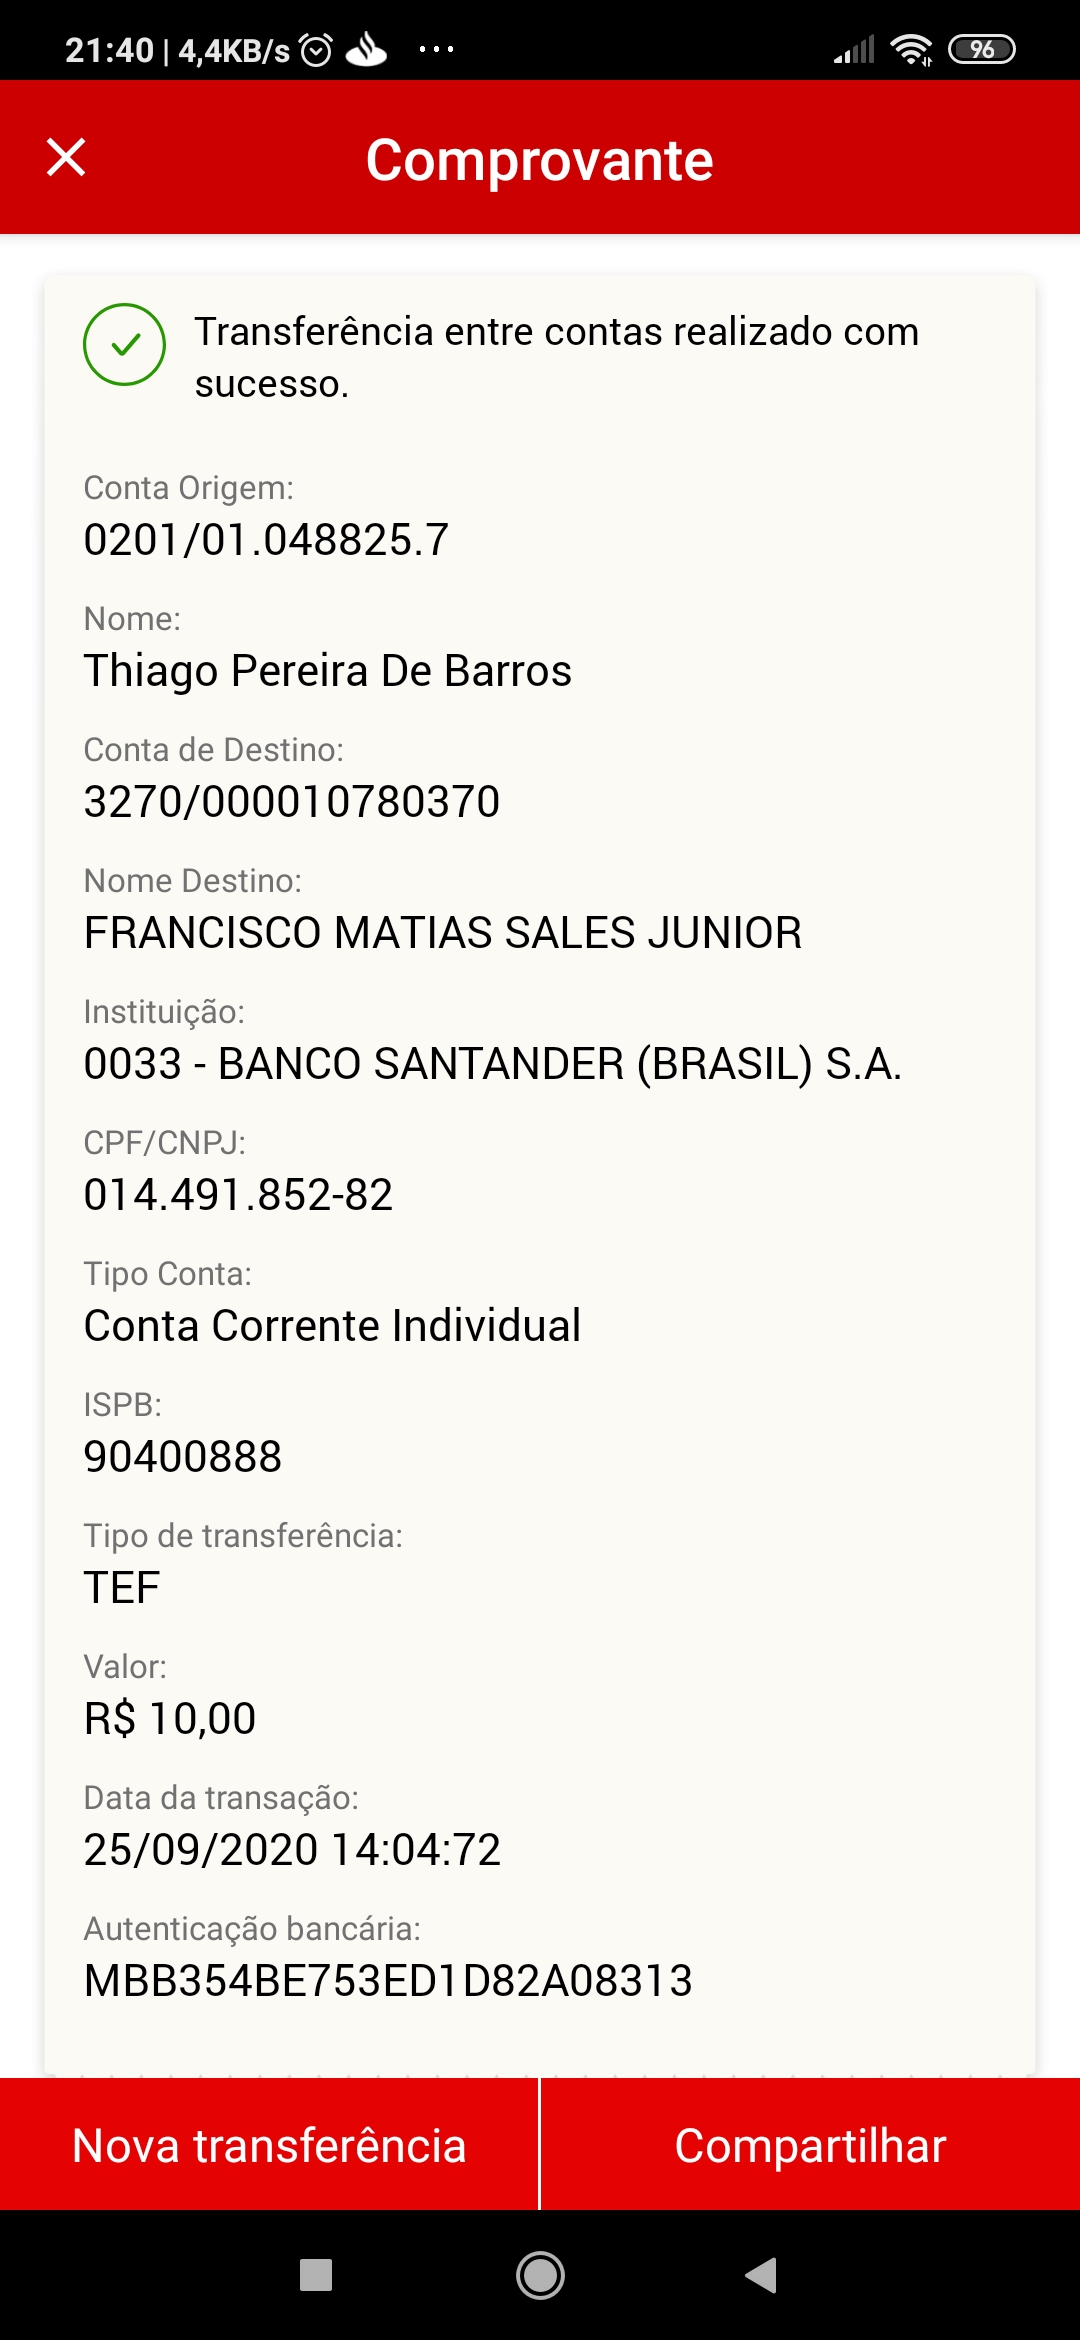 21:40 | 4,4KB/s ... 96
Comprovante
Transferência entre contas realizado com
sucesso.
Conta Origem:
0201/01.048825.7
Nome:
Thiago Pereira De Barros
Conta de Destino:
3270/000010780370
Nome Destino:
FRANCISCO MATIAS SALES JUNIOR
Instituição:
0033 - BANCO SANTANDER (BRASIL) S.A.
CPF/CNPJ:
014.491.852-82
Tipo Conta:
Conta Corrente Individual
ISPB:
90400888
Tipo de transferência:
TEF
Valor:
R$ 10,00
Data da transação:
25/09/2020 14:04:72
Autenticação bancária:
MBB354BE753ED1D82A08313
Nova transferência
Compartilhar